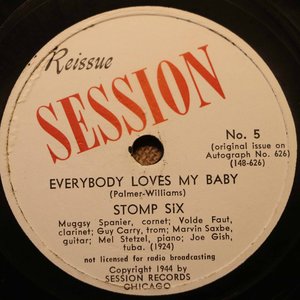 Reissue
SESSION
No. 5
(original issue on
Autograph No. 626)
(148-626)
EVERYBODY LOVES MY BABY
(Palmer-Williams)
STOMP SIX
Muggsy Spanier, cornet; Volde Faut,
clarinet; Guy Carry, trom; Marvin Saxbe,
guitar; Mel Stetzel, piano; Joe Gish,
tuba. (1924)
not licensed for radio broadcasting
Copyright 1944 by
SESSION RECORDS
CHICAGO